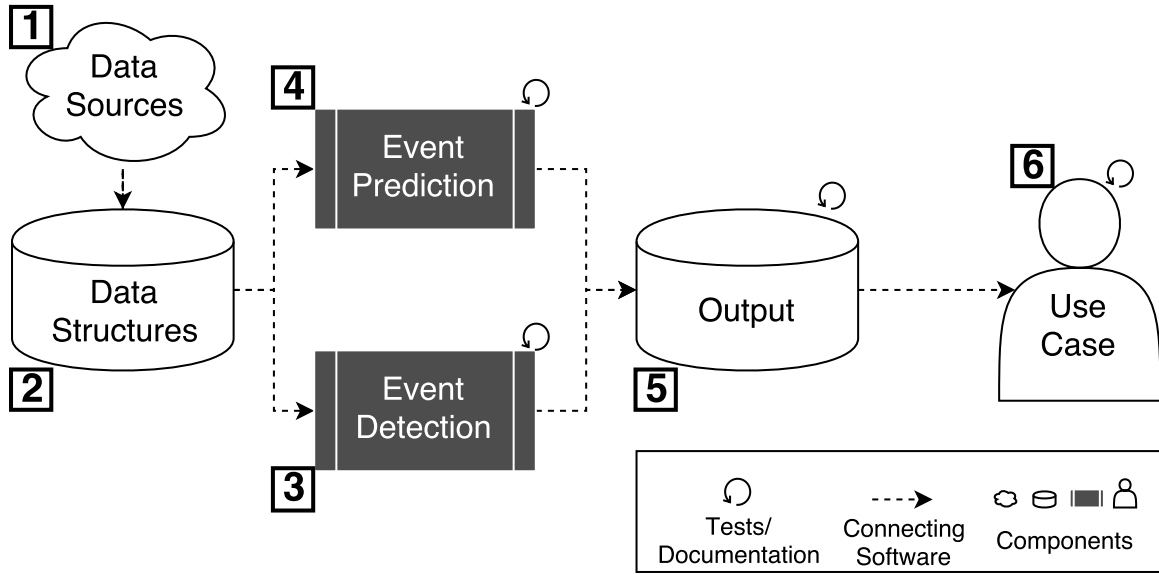 1
Data
Sources
4
Event
Prediction
6
Data
Structures
Output
Use
Case
2
Event
Detection
5
3
Tests/
Documentation
Connecting
Software
Components